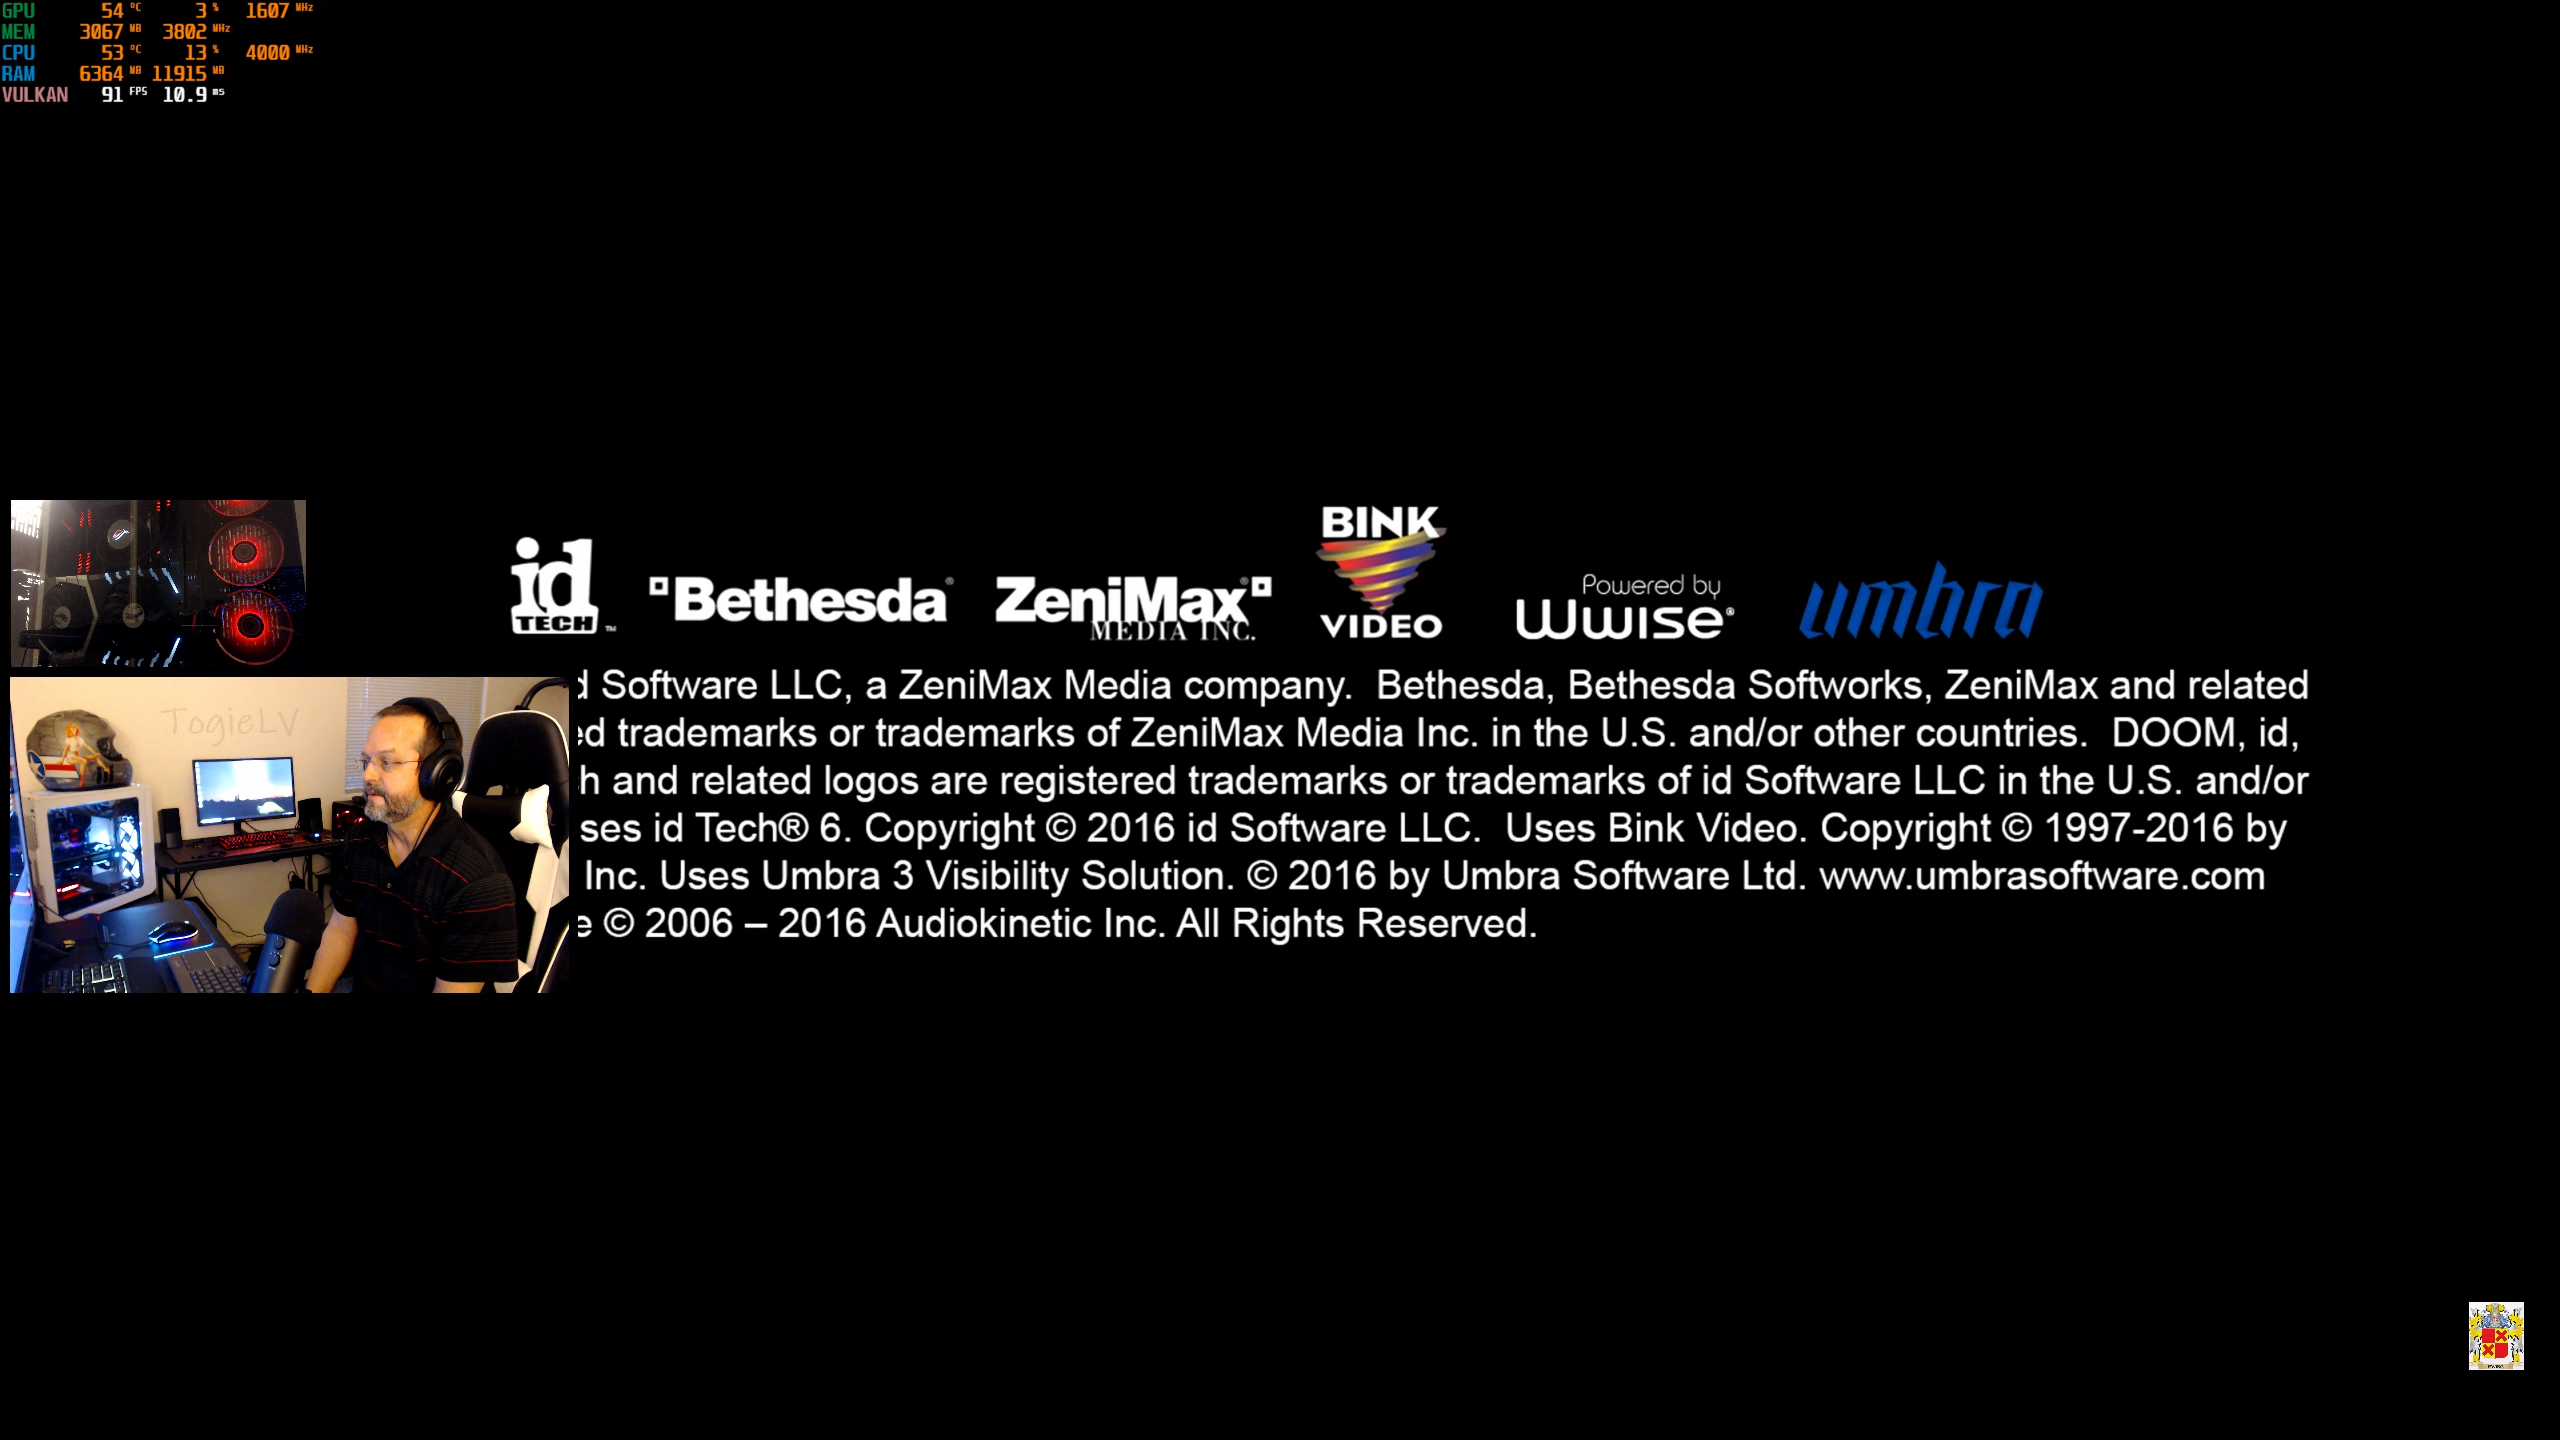 GPU 54 °C 3 % 1607 MHz
MEM 3067 MB 3802 MHz
CPU 53 °C 13 % 4000 MHz
RAM 6364 MB 11915 MB
VULKAN 91 FPS 10.9 ms
id TECH ™
Bethesda®
ZeniMax® MEDIA INC.
BINK VIDEO
Powered by Wwise®
umbra
TogieLV
d Software LLC, a ZeniMax Media company. Bethesda, Bethesda Softworks, ZeniMax and related
ed trademarks or trademarks of ZeniMax Media Inc. in the U.S. and/or other countries. DOOM, id,
h and related logos are registered trademarks or trademarks of id Software LLC in the U.S. and/or
ses id Tech® 6. Copyright © 2016 id Software LLC. Uses Bink Video. Copyright © 1997-2016 by
Inc. Uses Umbra 3 Visibility Solution. © 2016 by Umbra Software Ltd. www.umbrasoftware.com
e © 2006 – 2016 Audiokinetic Inc. All Rights Reserved.